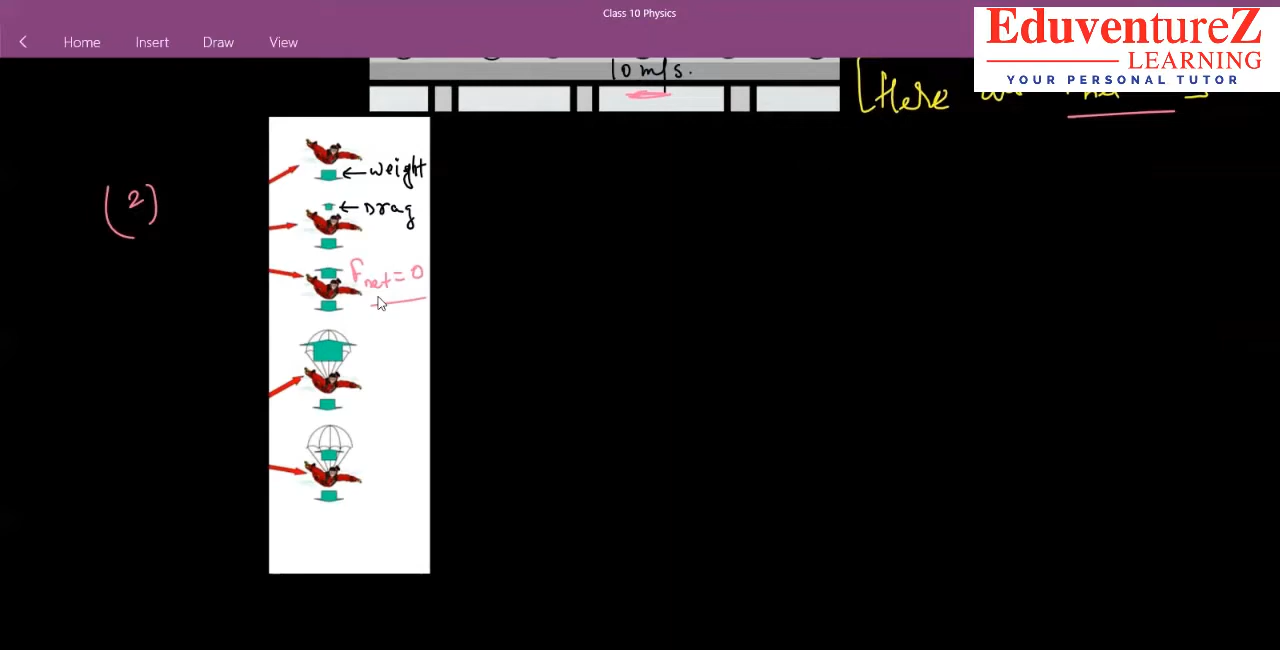 Class 10 Physics
Home Insert Draw View
EduventureZ
LEARNING
YOUR PERSONAL TUTOR
10 m/s.
Here
(2)
weight
Drag
Fnet = 0